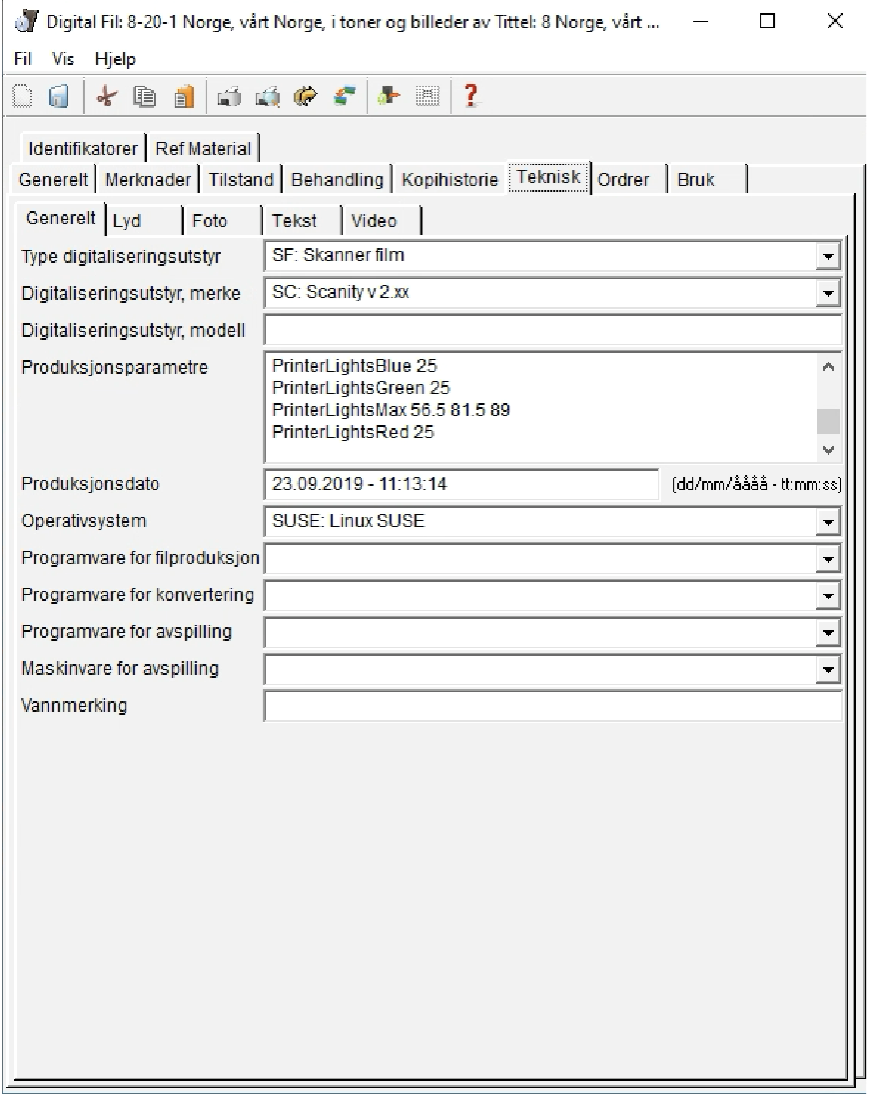 Digital Fil: 8-20-1 Norge, vårt Norge, i toner og billeder av Tittel: 8 Norge, vårt ...
Fil Vis Hjelp
?
Identifikatorer Ref Material
Generelt Merknader Tilstand Behandling Kopihistorie Teknisk Ordrer Bruk
Generelt Lyd Foto Tekst Video
Type digitaliseringsutstyr SF: Skanner film
Digitaliseringsutstyr, merke SC: Scanity v 2.xx
Digitaliseringsutstyr, modell
Produksjonsparametre PrinterLightsBlue 25
PrinterLightsGreen 25
PrinterLightsMax 56.5 81.5 89
PrinterLightsRed 25
Produksjonsdato 23.09.2019 - 11:13:14 (dd/mm/åååå - tt:mm:ss)
Operativsystem SUSE: Linux SUSE
Programvare for filproduksjon
Programvare for konvertering
Programvare for avspilling
Maskinvare for avspilling
Vannmerking